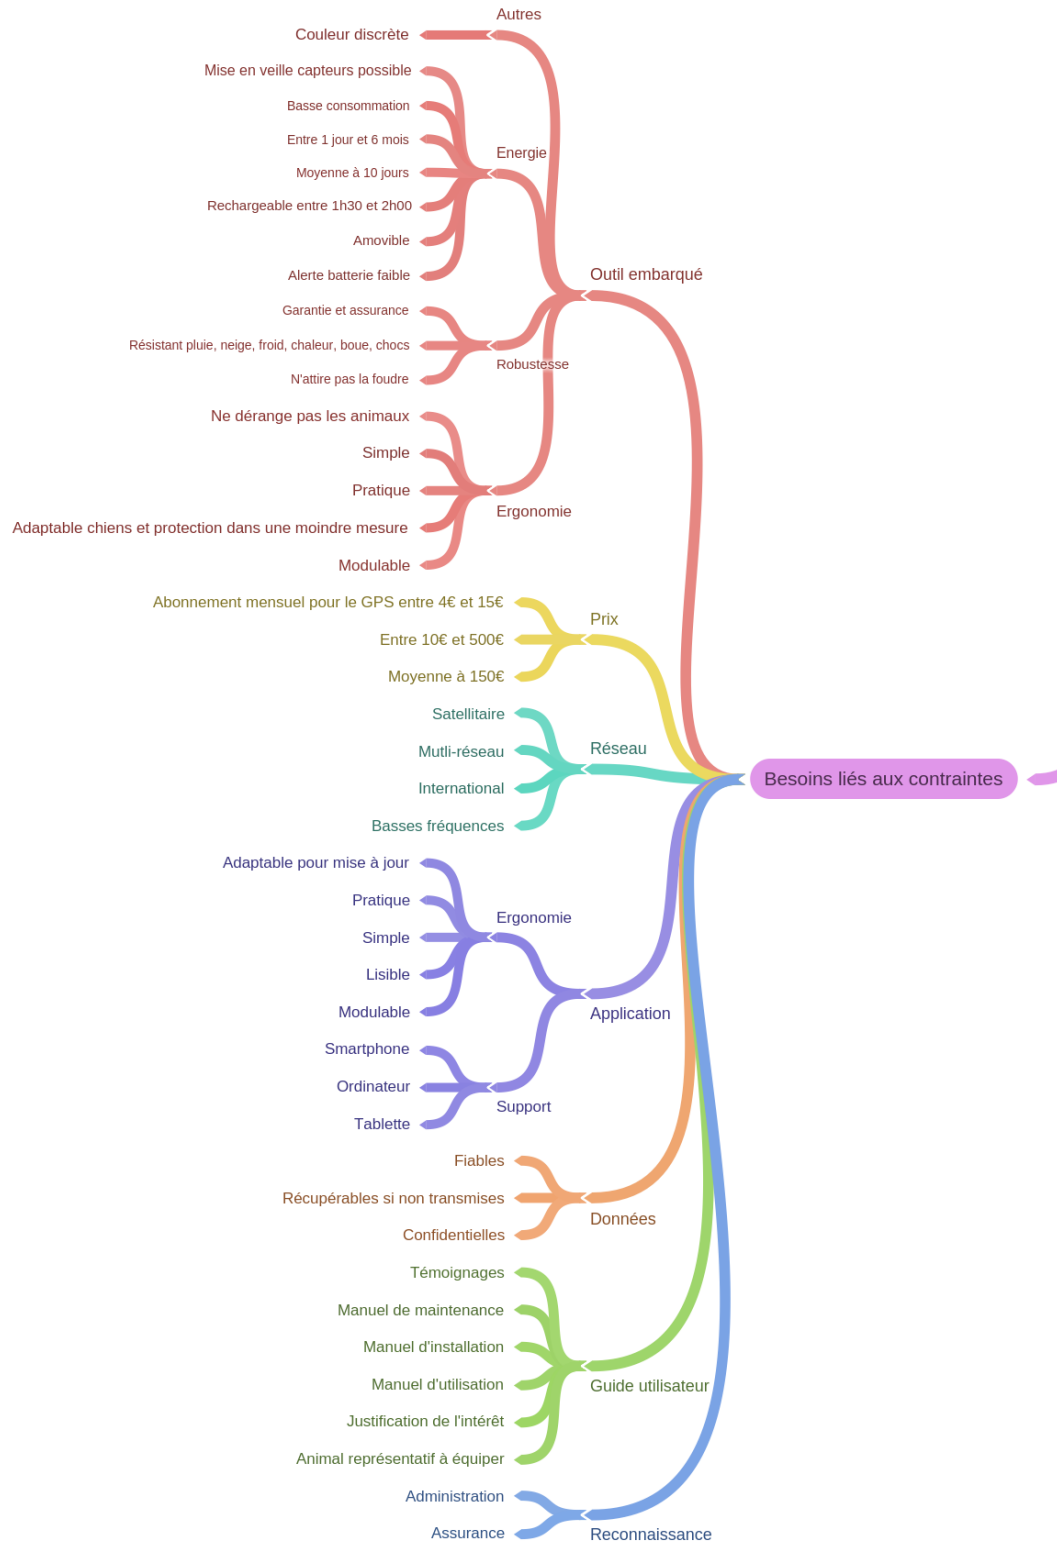 Autres
Couleur discrète
Mise en veille capteurs possible
Basse consommation
Entre 1 jour et 6 mois
Energie
Moyenne à 10 jours
Rechargeable entre 1h30 et 2h00
Amovible
Alerte batterie faible
Outil embarqué
Garantie et assurance
Résistant pluie, neige, froid, chaleur, boue, chocs
Robustesse
N'attire pas la foudre
Ne dérange pas les animaux
Simple
Pratique
Ergonomie
Adaptable chiens et protection dans une moindre mesure
Modulable
Abonnement mensuel pour le GPS entre 4€ et 15€
Prix
Entre 10€ et 500€
Moyenne à 150€
Satellitaire
Réseau
Mutli-réseau
Besoins liés aux contraintes
International
Basses fréquences
Adaptable pour mise à jour
Pratique
Ergonomie
Simple
Lisible
Modulable
Application
Smartphone
Ordinateur
Support
Tablette
Fiables
Récupérables si non transmises
Données
Confidentielles
Témoignages
Manuel de maintenance
Manuel d'installation
Manuel d'utilisation
Guide utilisateur
Justification de l'intérêt
Animal représentatif à équiper
Administration
Assurance
Reconnaissance